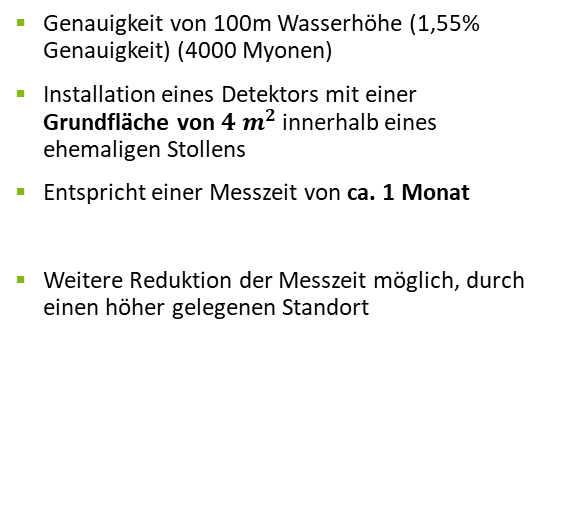 ▪ Genauigkeit von 100m Wasserhöhe (1,55%
Genauigkeit) (4000 Myonen)
▪ Installation eines Detektors mit einer
Grundfläche von 4 m² innerhalb eines
ehemaligen Stollens
▪ Entspricht einer Messzeit von ca. 1 Monat
▪ Weitere Reduktion der Messzeit möglich, durch
einen höher gelegenen Standort